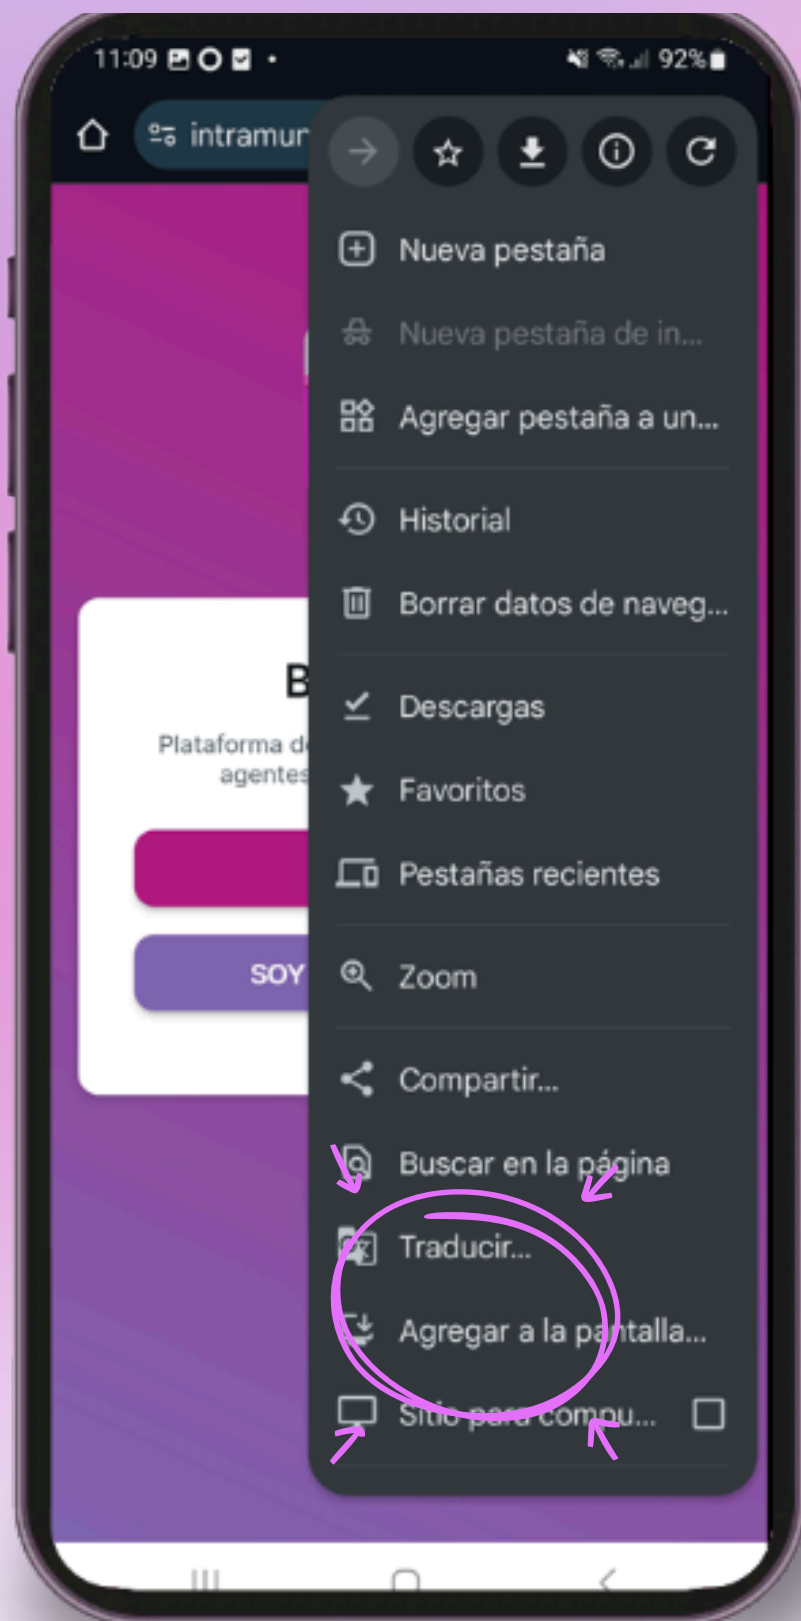 11:09
92%
intramur
Nueva pestaña
Nueva pestaña de in...
Agregar pestaña a un...
Historial
Borrar datos de naveg...
B
Plataforma d
agentes
Descargas
Favoritos
Pestañas recientes
SOY
Zoom
Compartir...
Buscar en la página
Traducir...
Agregar a la pantalla...
Sitio para compu...